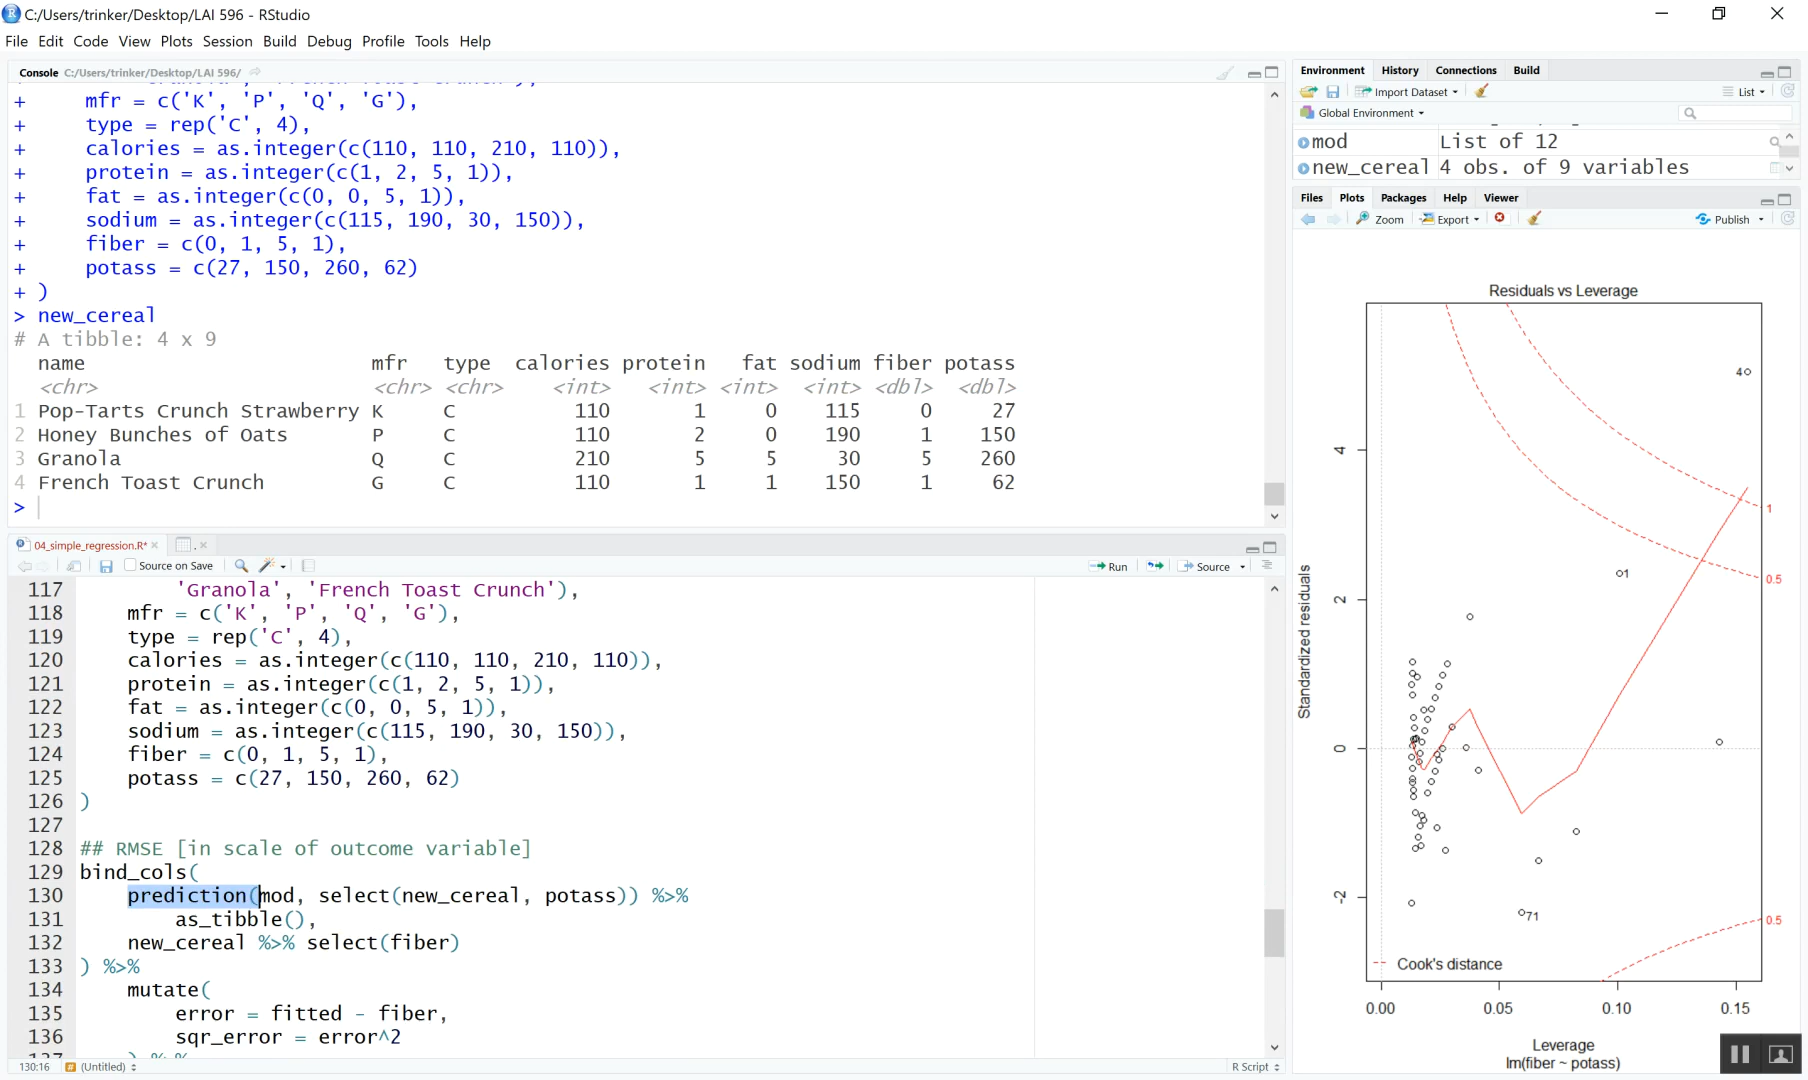 C:/Users/trinker/Desktop/LAI 596 - RStudio
File Edit Code View Plots Session Build Debug Profile Tools Help
Console C:/Users/trinker/Desktop/LAI 596/
+ mfr = c('K', 'P', 'Q', 'G'),
+ type = rep('C', 4),
+ calories = as.integer(c(110, 110, 210, 110)),
+ protein = as.integer(c(1, 2, 5, 1)),
+ fat = as.integer(c(0, 0, 5, 1)),
+ sodium = as.integer(c(115, 190, 30, 150)),
+ fiber = c(0, 1, 5, 1),
+ potass = c(27, 150, 260, 62)
+ )
> new_cereal
# A tibble: 4 x 9
name mfr type calories protein fat sodium fiber potass
<chr> <chr> <chr> <int> <int> <int> <int> <dbl> <dbl>
1 Pop-Tarts Crunch Strawberry K C 110 1 0 115 0 27
2 Honey Bunches of Oats P C 110 2 0 190 1 150
3 Granola Q C 210 5 5 30 5 260
4 French Toast Crunch G C 110 1 1 150 1 62
>
04_simple_regression.R* .
Source on Save Run Source
117 'Granola', 'French Toast Crunch'),
118 mfr = c('K', 'P', 'Q', 'G'),
119 type = rep('C', 4),
120 calories = as.integer(c(110, 110, 210, 110)),
121 protein = as.integer(c(1, 2, 5, 1)),
122 fat = as.integer(c(0, 0, 5, 1)),
123 sodium = as.integer(c(115, 190, 30, 150)),
124 fiber = c(0, 1, 5, 1),
125 potass = c(27, 150, 260, 62)
126 )
127
128 ## RMSE [in scale of outcome variable]
129 bind_cols(
130 prediction(mod, select(new_cereal, potass)) %>%
131 as_tibble(),
132 new_cereal %>% select(fiber)
133 ) %>%
134 mutate(
135 error = fitted - fiber,
136 sqr_error = error^2
130:16 (Untitled) R Script
Environment History Connections Build
Import Dataset List
Global Environment
mod List of 12
new_cereal 4 obs. of 9 variables
Files Plots Packages Help Viewer
Zoom Export Publish
Residuals vs Leverage
Standardized residuals
4
2
0
-2
4
1
71
1
0.5
0.5
Cook's distance
0.00 0.05 0.10 0.15
Leverage
lm(fiber ~ potass)